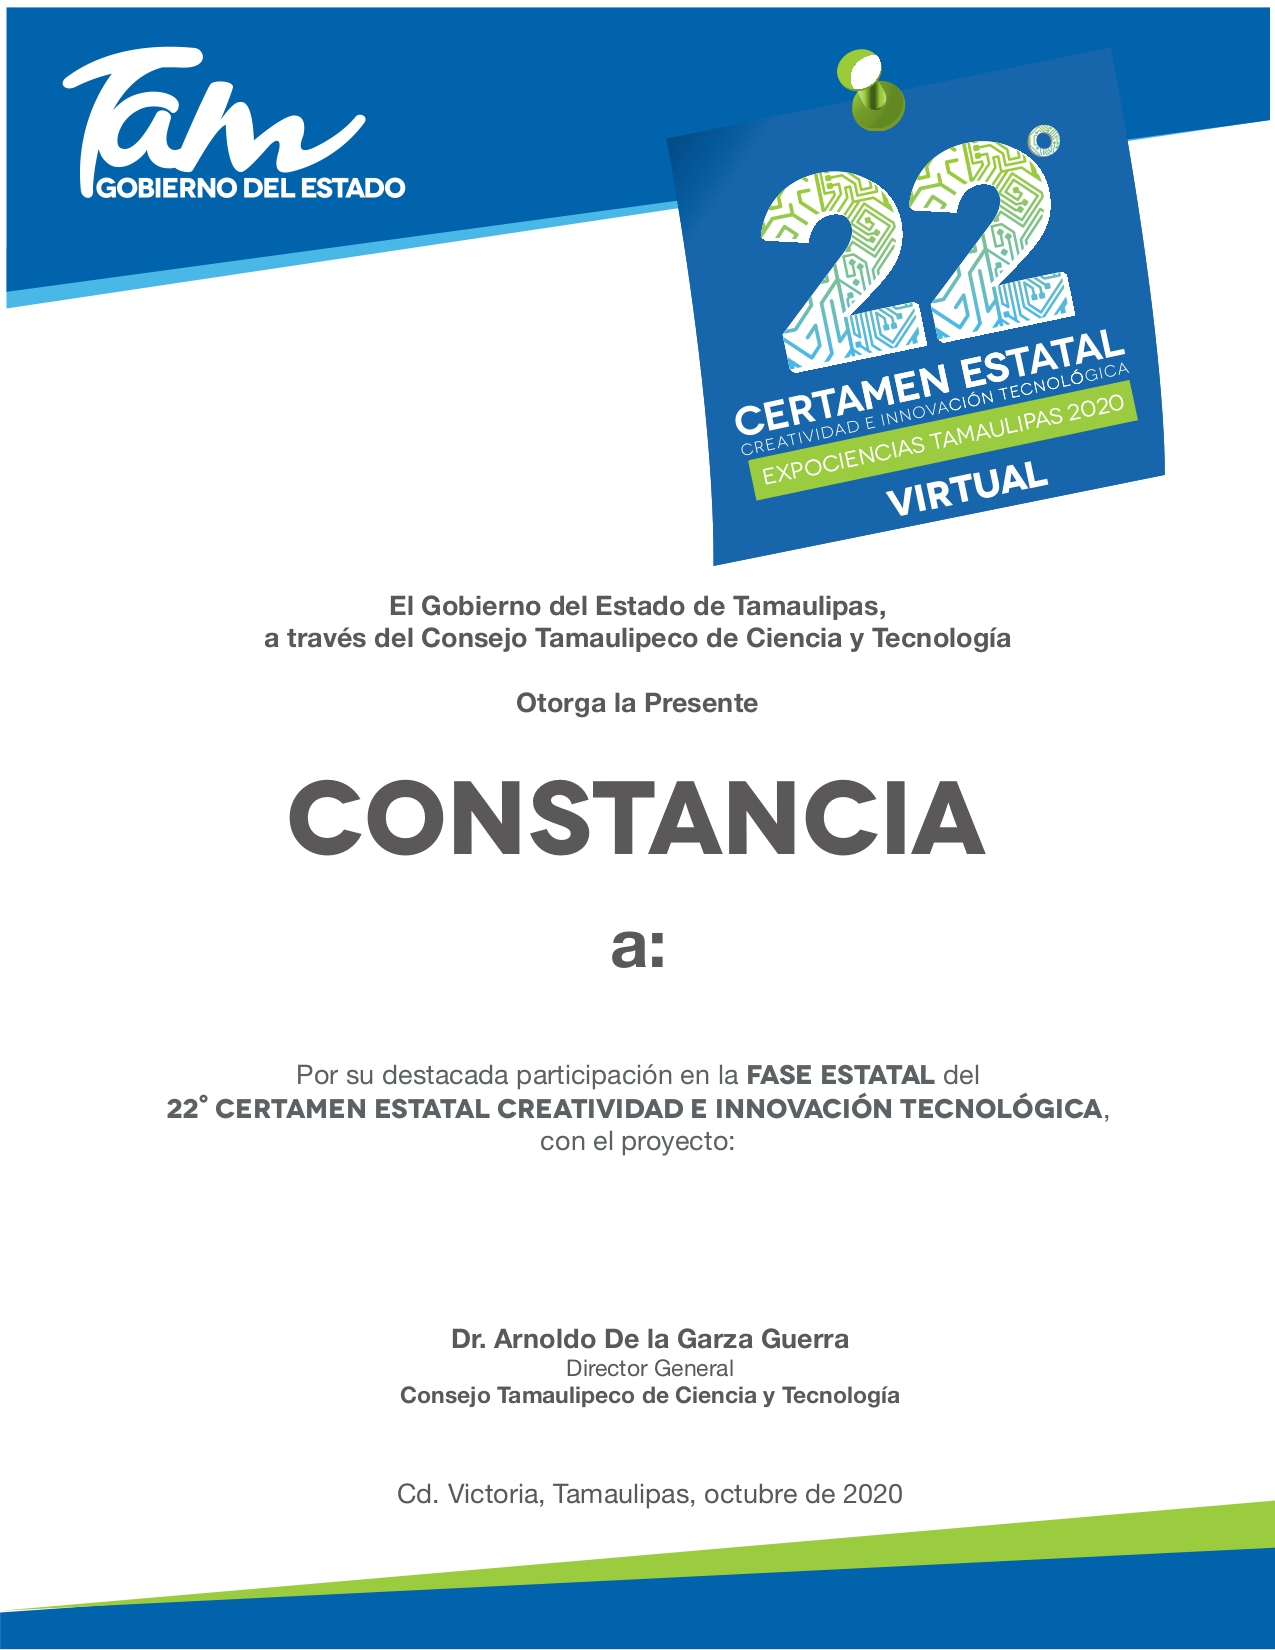 Tam
GOBIERNO DEL ESTADO
22°
CERTAMEN ESTATAL
CREATIVIDAD E INNOVACIÓN TECNOLÓGICA
EXPOCIENCIAS TAMAULIPAS 2020
VIRTUAL
El Gobierno del Estado de Tamaulipas,
a través del Consejo Tamaulipeco de Ciencia y Tecnología
Otorga la Presente
CONSTANCIA
a:
Por su destacada participación en la FASE ESTATAL del
22° CERTAMEN ESTATAL CREATIVIDAD E INNOVACIÓN TECNOLÓGICA,
con el proyecto:
Dr. Arnoldo De la Garza Guerra
Director General
Consejo Tamaulipeco de Ciencia y Tecnología
Cd. Victoria, Tamaulipas, octubre de 2020